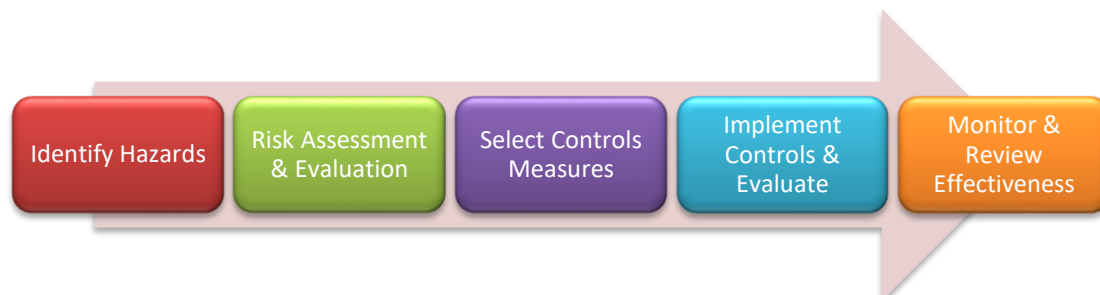 Identify Hazards
Risk Assessment
& Evaluation
Select Controls
Measures
Implement
Controls &
Evaluate
Monitor &
Review
Effectiveness